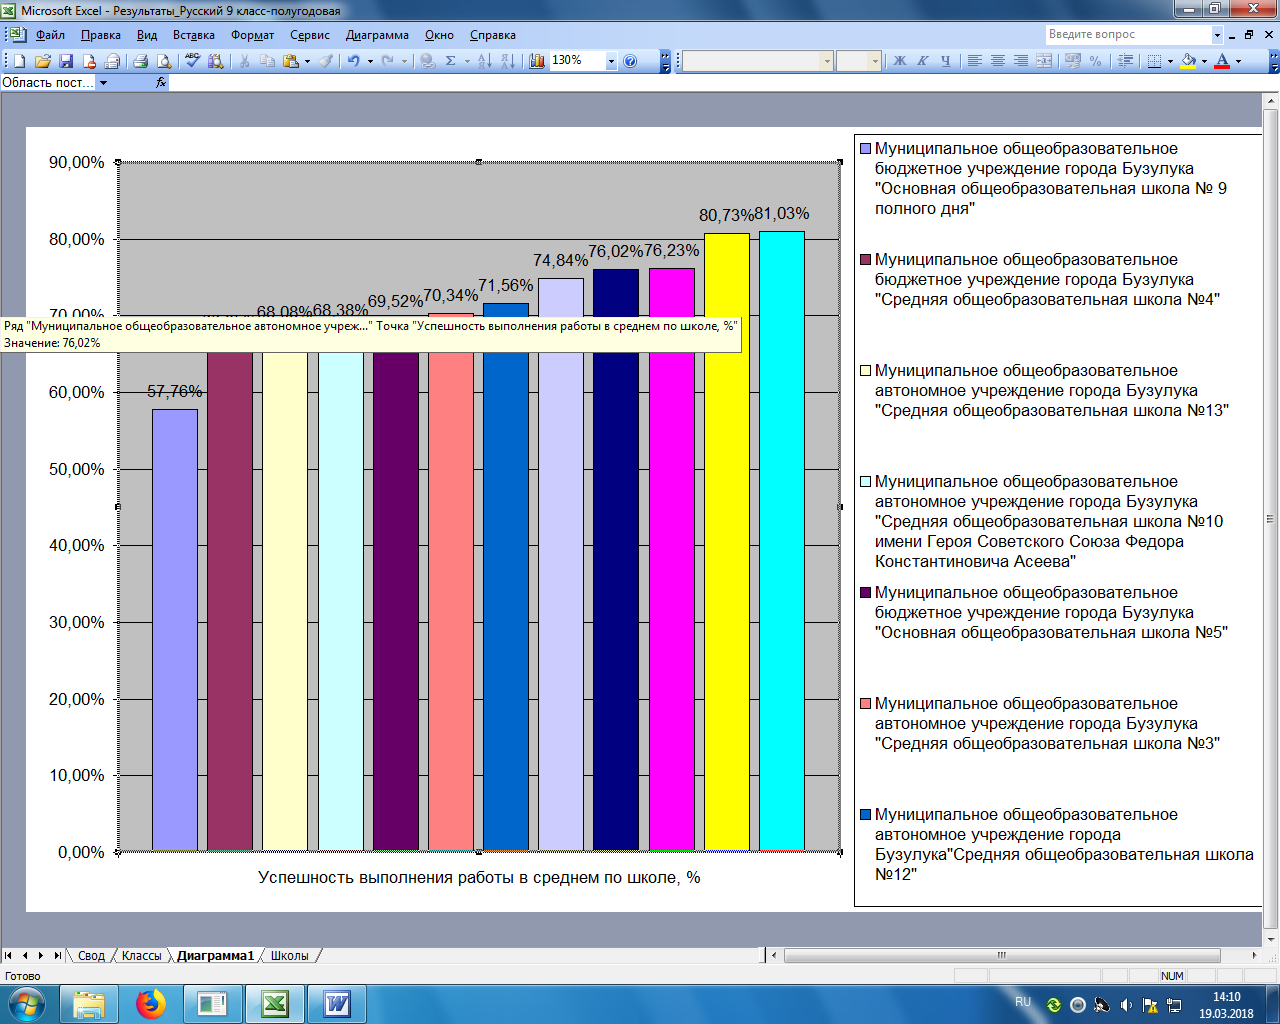 Microsoft Excel - Результаты_Русский 9 класс-полугодовая
Файл Правка Вид Вставка Формат Сервис Диаграмма Окно Справка Введите вопрос
130% Ж К Ч %
Область пост... fx
90,00%
80,00%
70,00%
60,00%
50,00%
40,00%
30,00%
20,00%
10,00%
0,00%
57,76%
68,08%
68,38%
69,52%
70,34%
71,56%
74,84%
76,02%
76,23%
80,73%
81,03%
Ряд "Муниципальное общеобразовательное автономное учреж..." Точка "Успешность выполнения работы в среднем по школе, %"
Значение: 76,02%
Успешность выполнения работы в среднем по школе, %
Муниципальное общеобразовательное
бюджетное учреждение города Бузулука
"Основная общеобразовательная школа № 9
полного дня"
Муниципальное общеобразовательное
бюджетное учреждение города Бузулука
"Средняя общеобразовательная школа №4"
Муниципальное общеобразовательное
автономное учреждение города Бузулука
"Средняя общеобразовательная школа №13"
Муниципальное общеобразовательное
автономное учреждение города Бузулука
"Средняя общеобразовательная школа №10
имени Героя Советского Союза Федора
Константиновича Асеева"
Муниципальное общеобразовательное
бюджетное учреждение города Бузулука
"Основная общеобразовательная школа №5"
Муниципальное общеобразовательное
автономное учреждение города Бузулука
"Средняя общеобразовательная школа №3"
Муниципальное общеобразовательное
автономное учреждение города
Бузулука"Средняя общеобразовательная школа
№12"
Свод Классы Диаграмма1 Школы
Готово NUM
RU 14:10
19.03.2018